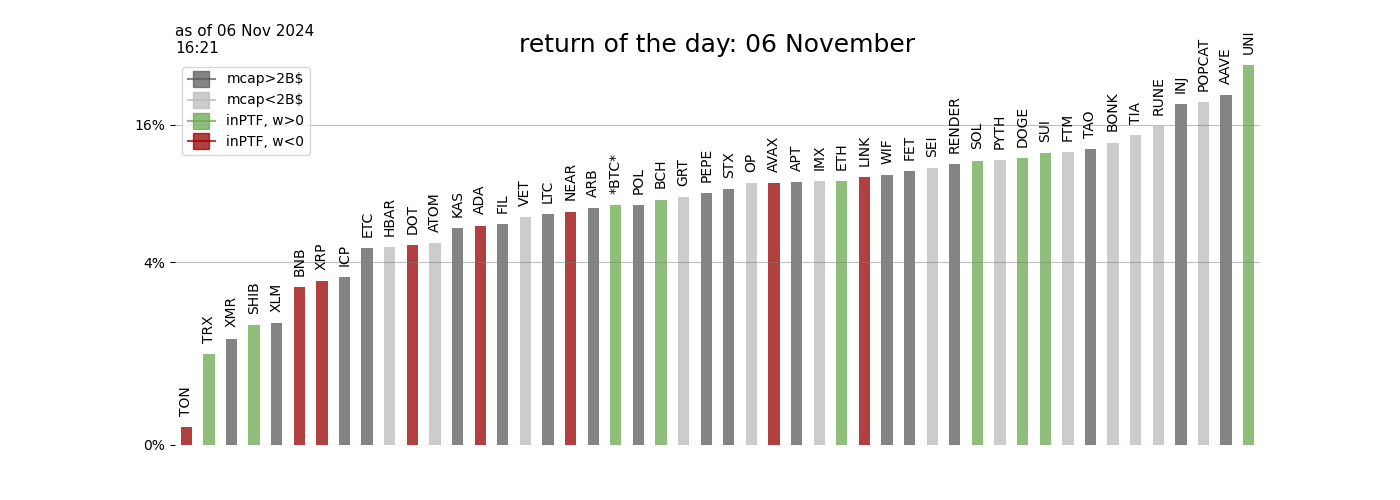 as of 06 Nov 2024
16:21
return of the day: 06 November
mcap>2B$
mcap<2B$
inPTF, w>0
inPTF, w<0
16%
4%
0%
TON
TRX
XMR
SHIB
XLM
BNB
XRP
ICP
ETC
HBAR
DOT
ATOM
KAS
ADA
FIL
VET
LTC
NEAR
ARB
*BTC*
POL
BCH
GRT
PEPE
STX
OP
AVAX
APT
IMX
ETH
LINK
WIF
FET
SEI
RENDER
SOL
PYTH
DOGE
SUI
FTM
TAO
BONK
TIA
RUNE
INJ
POPCAT
AAVE
UNI